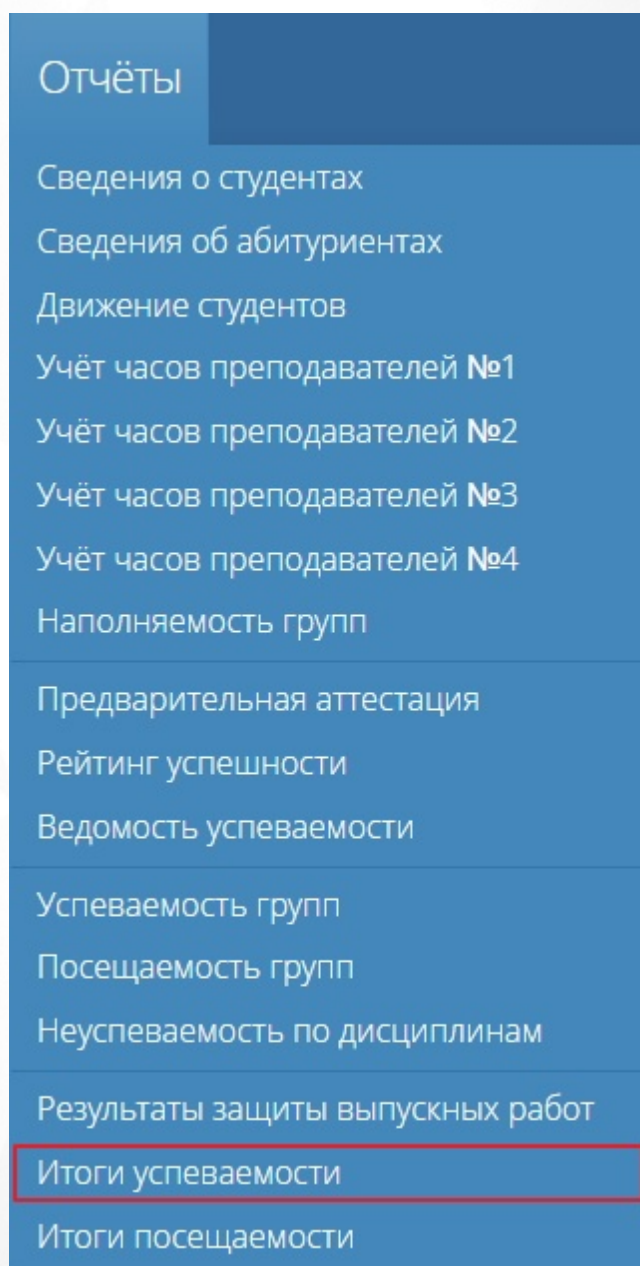 Отчёты
Сведения о студентах
Сведения об абитуриентах
Движение студентов
Учёт часов преподавателей №1
Учёт часов преподавателей №2
Учёт часов преподавателей №3
Учёт часов преподавателей №4
Наполняемость групп
Предварительная аттестация
Рейтинг успешности
Ведомость успеваемости
Успеваемость групп
Посещаемость групп
Неуспеваемость по дисциплинам
Результаты защиты выпускных работ
Итоги успеваемости
Итоги посещаемости